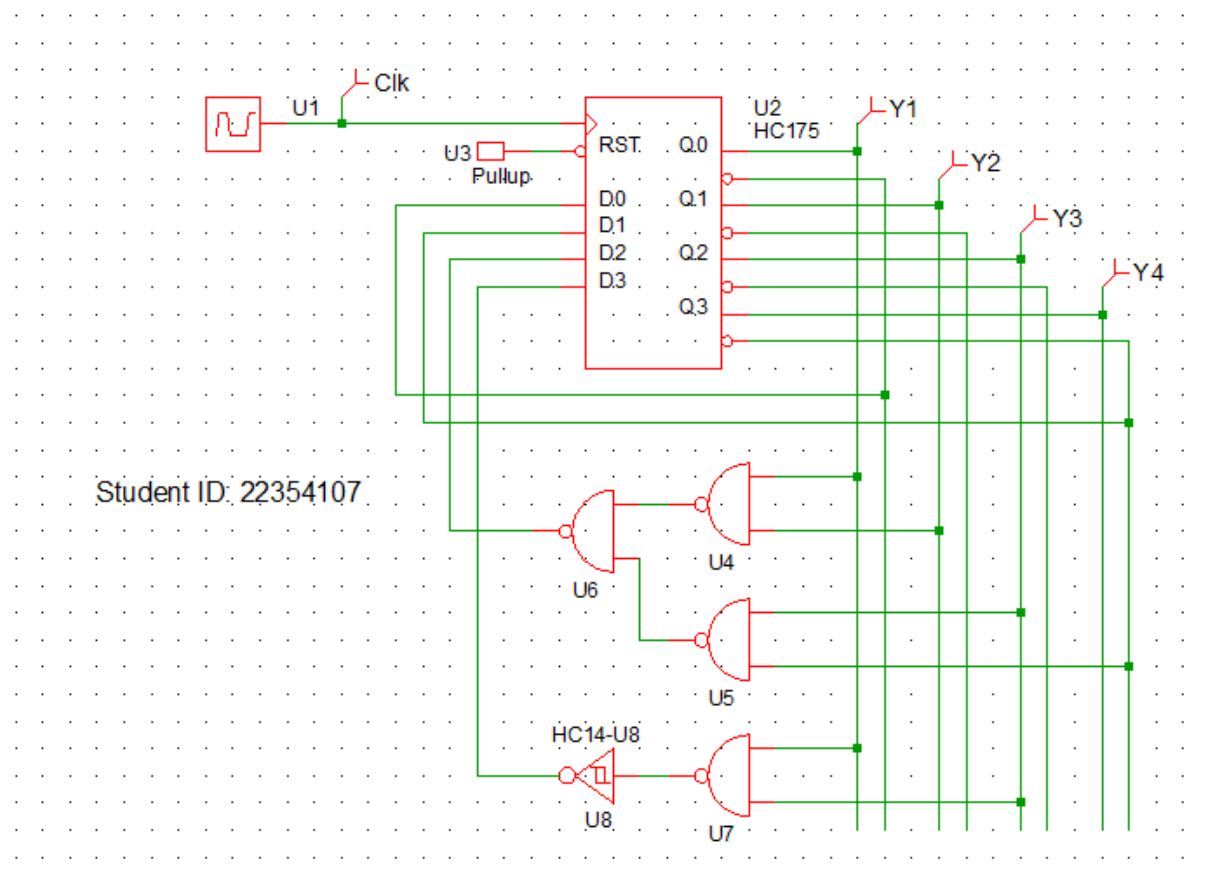 Clk
U1
U2
HC175
Y1
U3
Pullup
RST
Q.0
Y2
D.0
Q.1
D.1
Y3
D.2
Q.2
D.3
Q.3
Y4
Student ID: 22354107
U4
U6
U5
HC14-U8
U8
U7